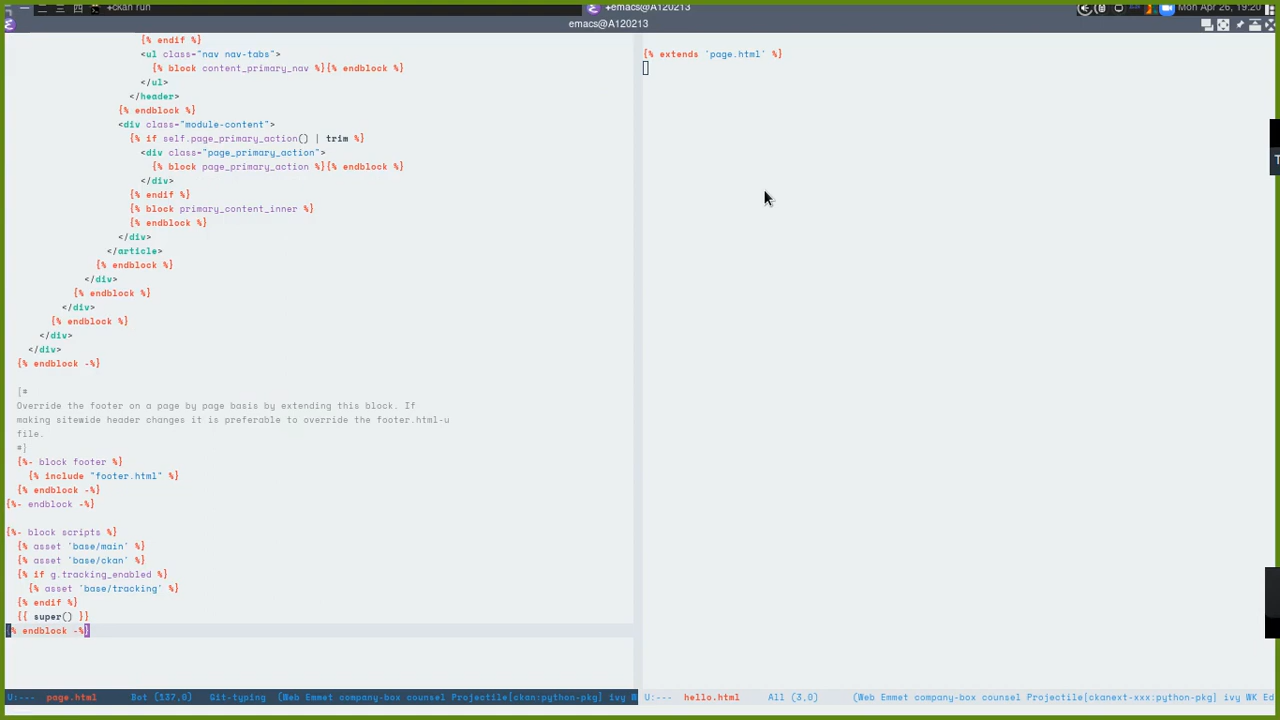 一 二 三 四 +ckan run
+emacs@A120213
Mon Apr 26, 19:20
emacs@A120213
{% endif %}
<ul class="nav nav-tabs">
{% block content_primary_nav %}{% endblock %}
</ul>
</header>
{% endblock %}
<div class="module-content">
{% if self.page_primary_action() | trim %}
<div class="page_primary_action">
{% block page_primary_action %}{% endblock %}
</div>
{% endif %}
{% block primary_content_inner %}
{% endblock %}
</div>
</article>
{% endblock %}
</div>
{% endblock %}
</div>
{% endblock %}
</div>
</div>
{% endblock -%}
{#
Override the footer on a page by page basis by extending this block. If
making sitewide header changes it is preferable to override the footer.html-u
file.
#}
{%- block footer %}
{% include "footer.html" %}
{% endblock -%}
{%- endblock -%}
{%- block scripts %}
{% asset 'base/main' %}
{% asset 'base/ckan' %}
{% if g.tracking_enabled %}
{% asset 'base/tracking' %}
{% endif %}
{{ super() }}
{% endblock -%}
U:--- page.html Bot (137,0) Git-typing (Web Emmet company-box counsel Projectile[ckan:python-pkg] ivy W
{% extends 'page.html' %}
U:--- hello.html All (3,0) (Web Emmet company-box counsel Projectile[ckanext-xxx:python-pkg] ivy WK Ed